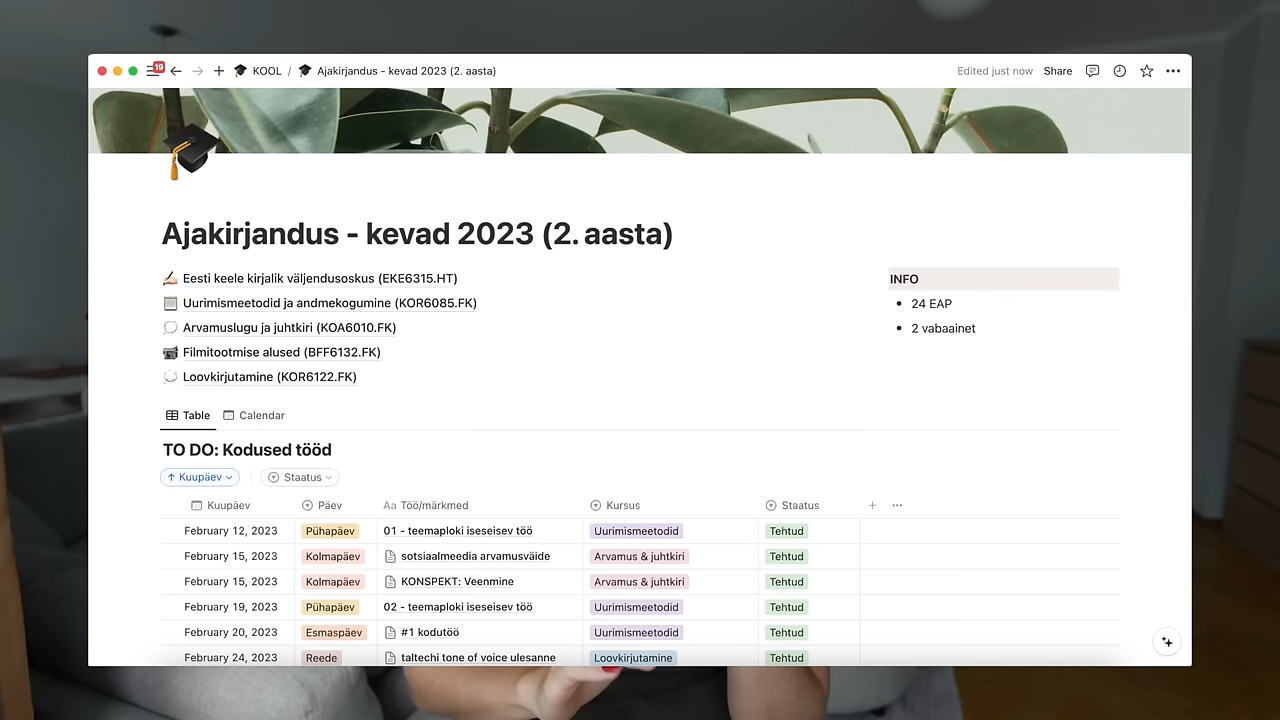 19
KOOL / Ajakirjandus - kevad 2023 (2. aasta)
Edited just now Share
Ajakirjandus - kevad 2023 (2. aasta)
Eesti keele kirjalik väljendusoskus (EKE6315.HT)
Uurimismeetodid ja andmekogumine (KOR6085.FK)
Arvamuslugu ja juhtkiri (KOA6010.FK)
Filmitootmise alused (BFF6132.FK)
Loovkirjutamine (KOR6122.FK)
INFO
• 24 EAP
• 2 vabaainet
Table Calendar
TO DO: Kodused tööd
↑ Kuupäev Staatus
Kuupäev Päev Aa Töö/märkmed Kursus Staatus + ···
February 12, 2023 Pühapäev 01 - teemaploki iseseisev töö Uurimismeetodid Tehtud
February 15, 2023 Kolmapäev sotsiaalmeedia arvamusväide Arvamus & juhtkiri Tehtud
February 15, 2023 Kolmapäev KONSPEKT: Veenmine Arvamus & juhtkiri Tehtud
February 19, 2023 Pühapäev 02 - teemaploki iseseisev töö Uurimismeetodid Tehtud
February 20, 2023 Esmaspäev #1 kodutöö Uurimismeetodid Tehtud
February 24, 2023 Reede taltechi tone of voice ulesanne Loovkirjutamine Tehtud